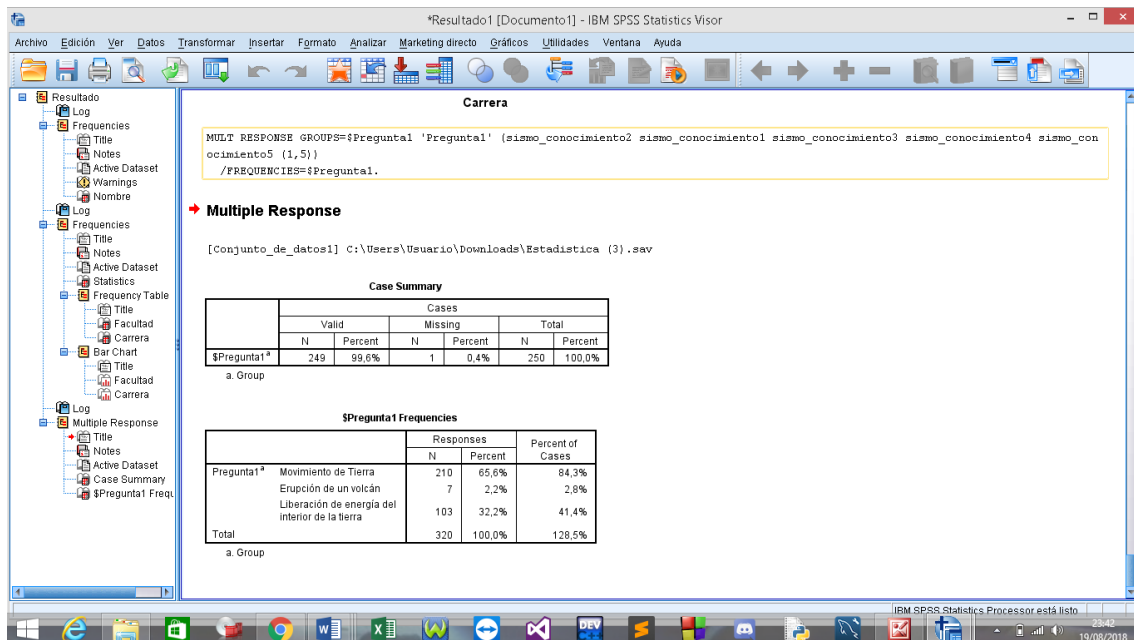 *Resultado1 [Documento1] - IBM SPSS Statistics Visor
Archivo Edición Ver Datos Transformar Insertar Formato Analizar Marketing directo Gráficos Utilidades Ventana Ayuda
Resultado
Log
Frequencies
Title
Notes
Active Dataset
Warnings
Nombre
Log
Frequencies
Title
Notes
Active Dataset
Statistics
Frequency Table
Title
Facultad
Carrera
Bar Chart
Title
Facultad
Carrera
Log
Multiple Response
Title
Notes
Active Dataset
Case Summary
$Pregunta1 Frequ
Carrera
MULT RESPONSE GROUPS=$Pregunta1 'Pregunta1' (sismo_conocimiento2 sismo_conocimiento1 sismo_conocimiento3 sismo_conocimiento4 sismo_con
ocimiento5 (1,5))
/FREQUENCIES=$Pregunta1.
Multiple Response
[Conjunto_de_datos1] C:\Users\Usuario\Downloads\Estadistica (3).sav
Case Summary
Cases
Valid Missing Total
N Percent N Percent N Percent
$Pregunta1a 249 99,6% 1 0,4% 250 100,0%
a. Group
$Pregunta1 Frequencies
Responses Percent of
N Percent Cases
Pregunta1a Movimiento de Tierra 210 65,6% 84,3%
Erupción de un volcán 7 2,2% 2,8%
Liberación de energía del
interior de la tierra 103 32,2% 41,4%
Total 320 100,0% 128,5%
a. Group
IBM SPSS Statistics Processor está listo
DEV
23:42
19/08/2018